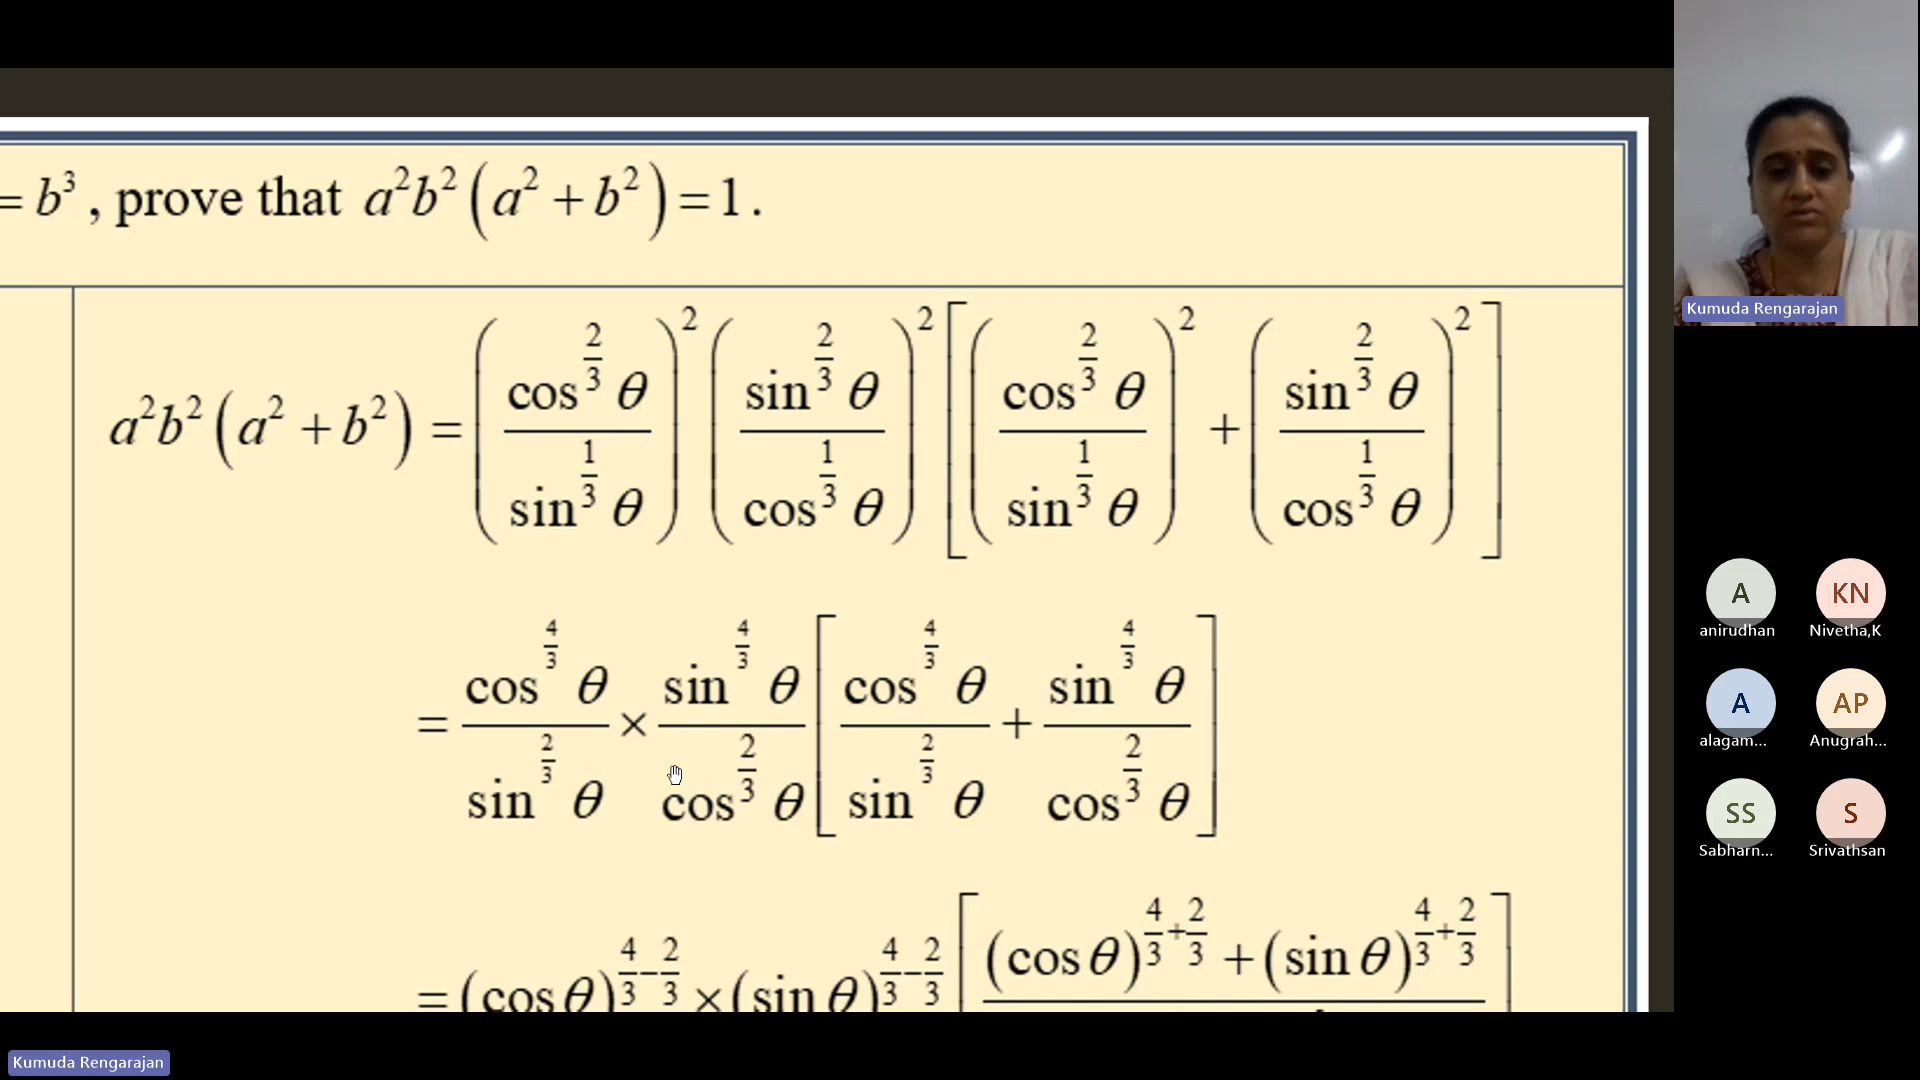 = b³ , prove that a²b²(a² + b²) = 1 .
a²b²(a² + b²) = (cos^(2/3) θ / sin^(1/3) θ)² (sin^(2/3) θ / cos^(1/3) θ)² [(cos^(2/3) θ / sin^(1/3) θ)² + (sin^(2/3) θ / cos^(1/3) θ)²]
= cos^(4/3) θ / sin^(2/3) θ × sin^(4/3) θ / cos^(2/3) θ [cos^(4/3) θ / sin^(2/3) θ + sin^(4/3) θ / cos^(2/3) θ]
= (cos θ)^(4/3 − 2/3) × (sin θ)^(4/3 − 2/3) [(cos θ)^(4/3 + 2/3) + (sin θ)^(4/3 + 2/3)]
Kumuda Rengarajan
A
KN
anirudhan
Nivetha,K
A
AP
alagam...
Anugrah...
SS
S
Sabharn...
Srivathsan
Kumuda Rengarajan